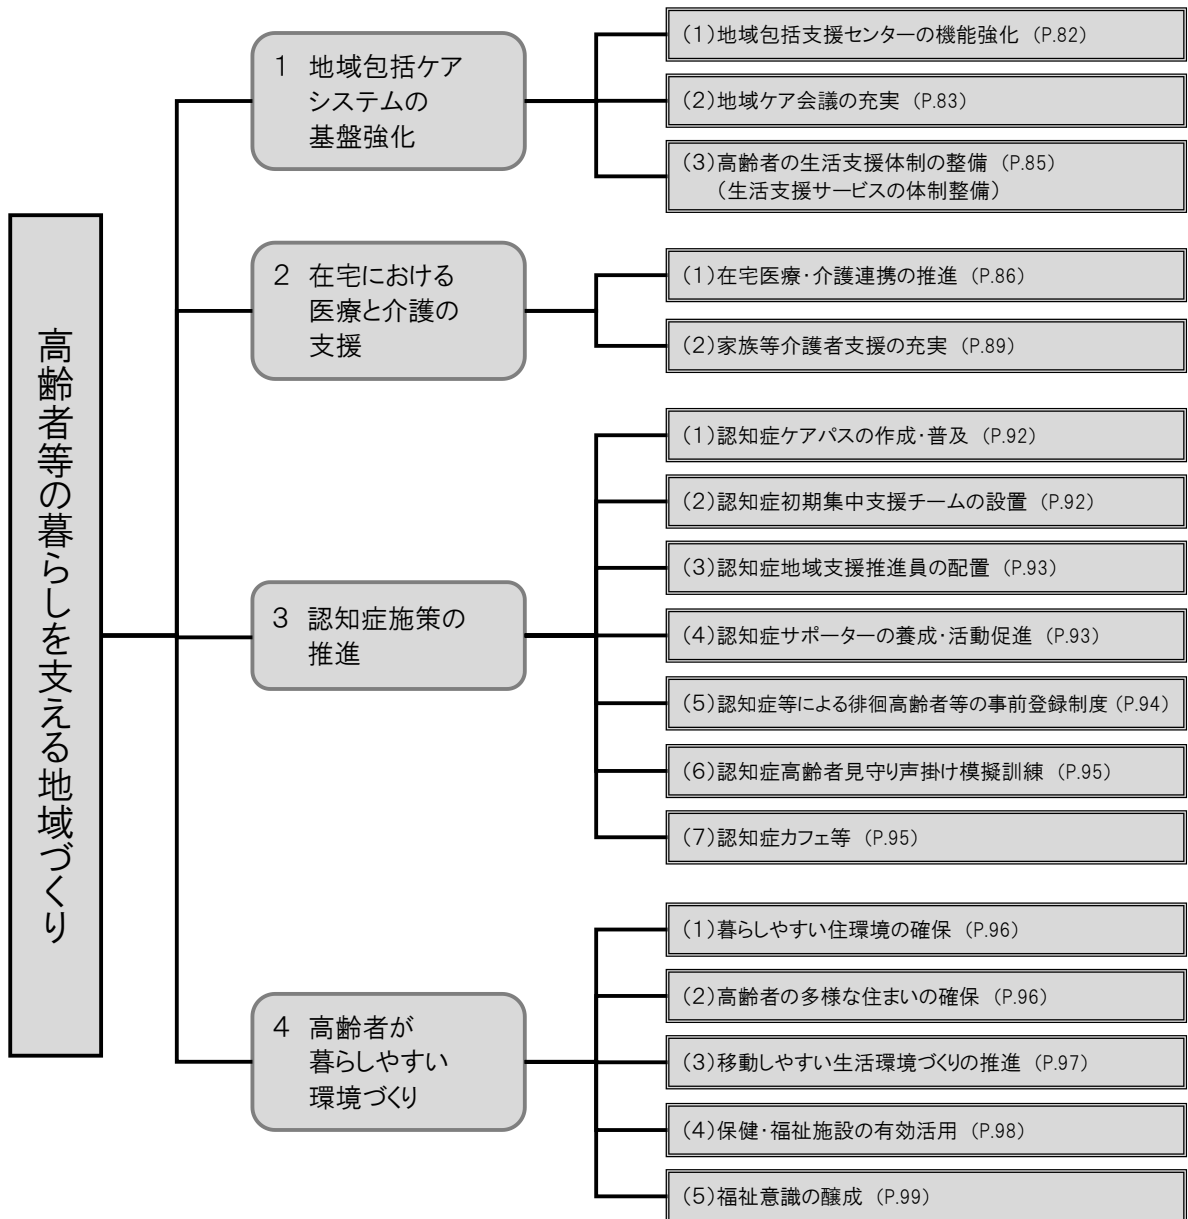 高齢者等の暮らしを支える地域づくり
1 地域包括ケア
システムの
基盤強化
(1)地域包括支援センターの機能強化 (P.82)
(2)地域ケア会議の充実 (P.83)
(3)高齢者の生活支援体制の整備 (P.85)
(生活支援サービスの体制整備)
2 在宅における
医療と介護の
支援
(1)在宅医療・介護連携の推進 (P.86)
(2)家族等介護者支援の充実 (P.89)
3 認知症施策の
推進
(1)認知症ケアパスの作成・普及 (P.92)
(2)認知症初期集中支援チームの設置 (P.92)
(3)認知症地域支援推進員の配置 (P.93)
(4)認知症サポーターの養成・活動促進 (P.93)
(5)認知症等による徘徊高齢者等の事前登録制度 (P.94)
(6)認知症高齢者見守り声掛け模擬訓練 (P.95)
(7)認知症カフェ等 (P.95)
4 高齢者が
暮らしやすい
環境づくり
(1)暮らしやすい住環境の確保 (P.96)
(2)高齢者の多様な住まいの確保 (P.96)
(3)移動しやすい生活環境づくりの推進 (P.97)
(4)保健・福祉施設の有効活用 (P.98)
(5)福祉意識の醸成 (P.99)